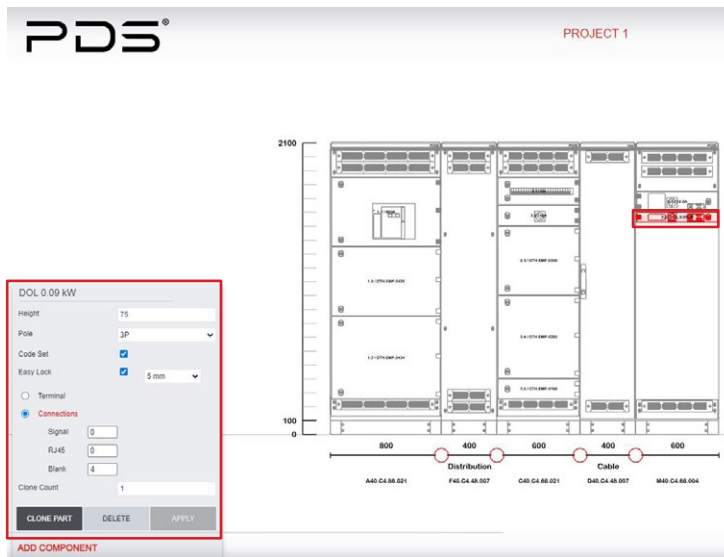 PDS®
PROJECT 1
2100
100
0
800 400 600 400 600
Distribution Cable
A40.C4.88.021 F40.C4.48.007 C40.C4.68.021 D40.C4.48.007 M40.C4.68.004
DOL 0.09 kW
Height 75
Pole 3P
Code Set
Easy Lock 5 mm
Terminal
Connections
Signal 0
RJ45 0
Blank 4
Clone Count 1
CLONE PART DELETE APPLY
ADD COMPONENT